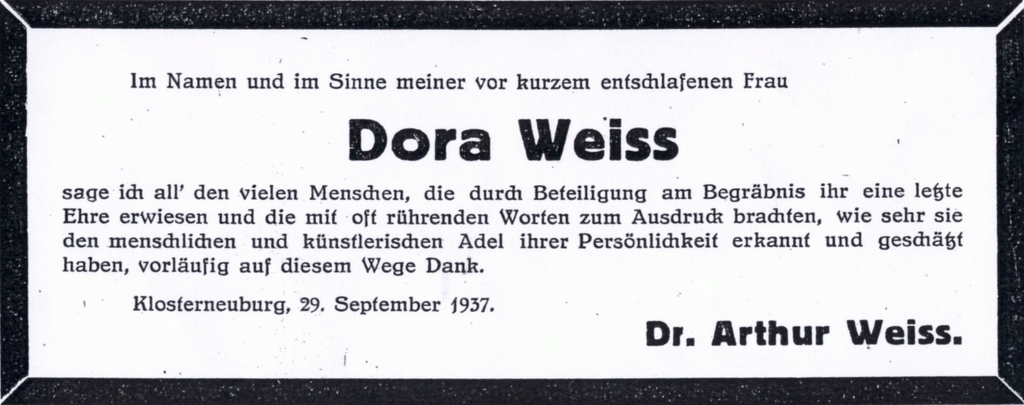 Im Namen und im Sinne meiner vor kurzem entschlafenen Frau
Dora Weiss
sage ich all' den vielen Menschen, die durch Beteiligung am Begräbnis ihr eine letzte
Ehre erwiesen und die mit oft rührenden Worten zum Ausdruck brachten, wie sehr sie
den menschlichen und künstlerischen Adel ihrer Persönlichkeit erkannt und geschätzt
haben, vorläufig auf diesem Wege Dank.
Klosterneuburg, 29. September 1937.
Dr. Arthur Weiss.